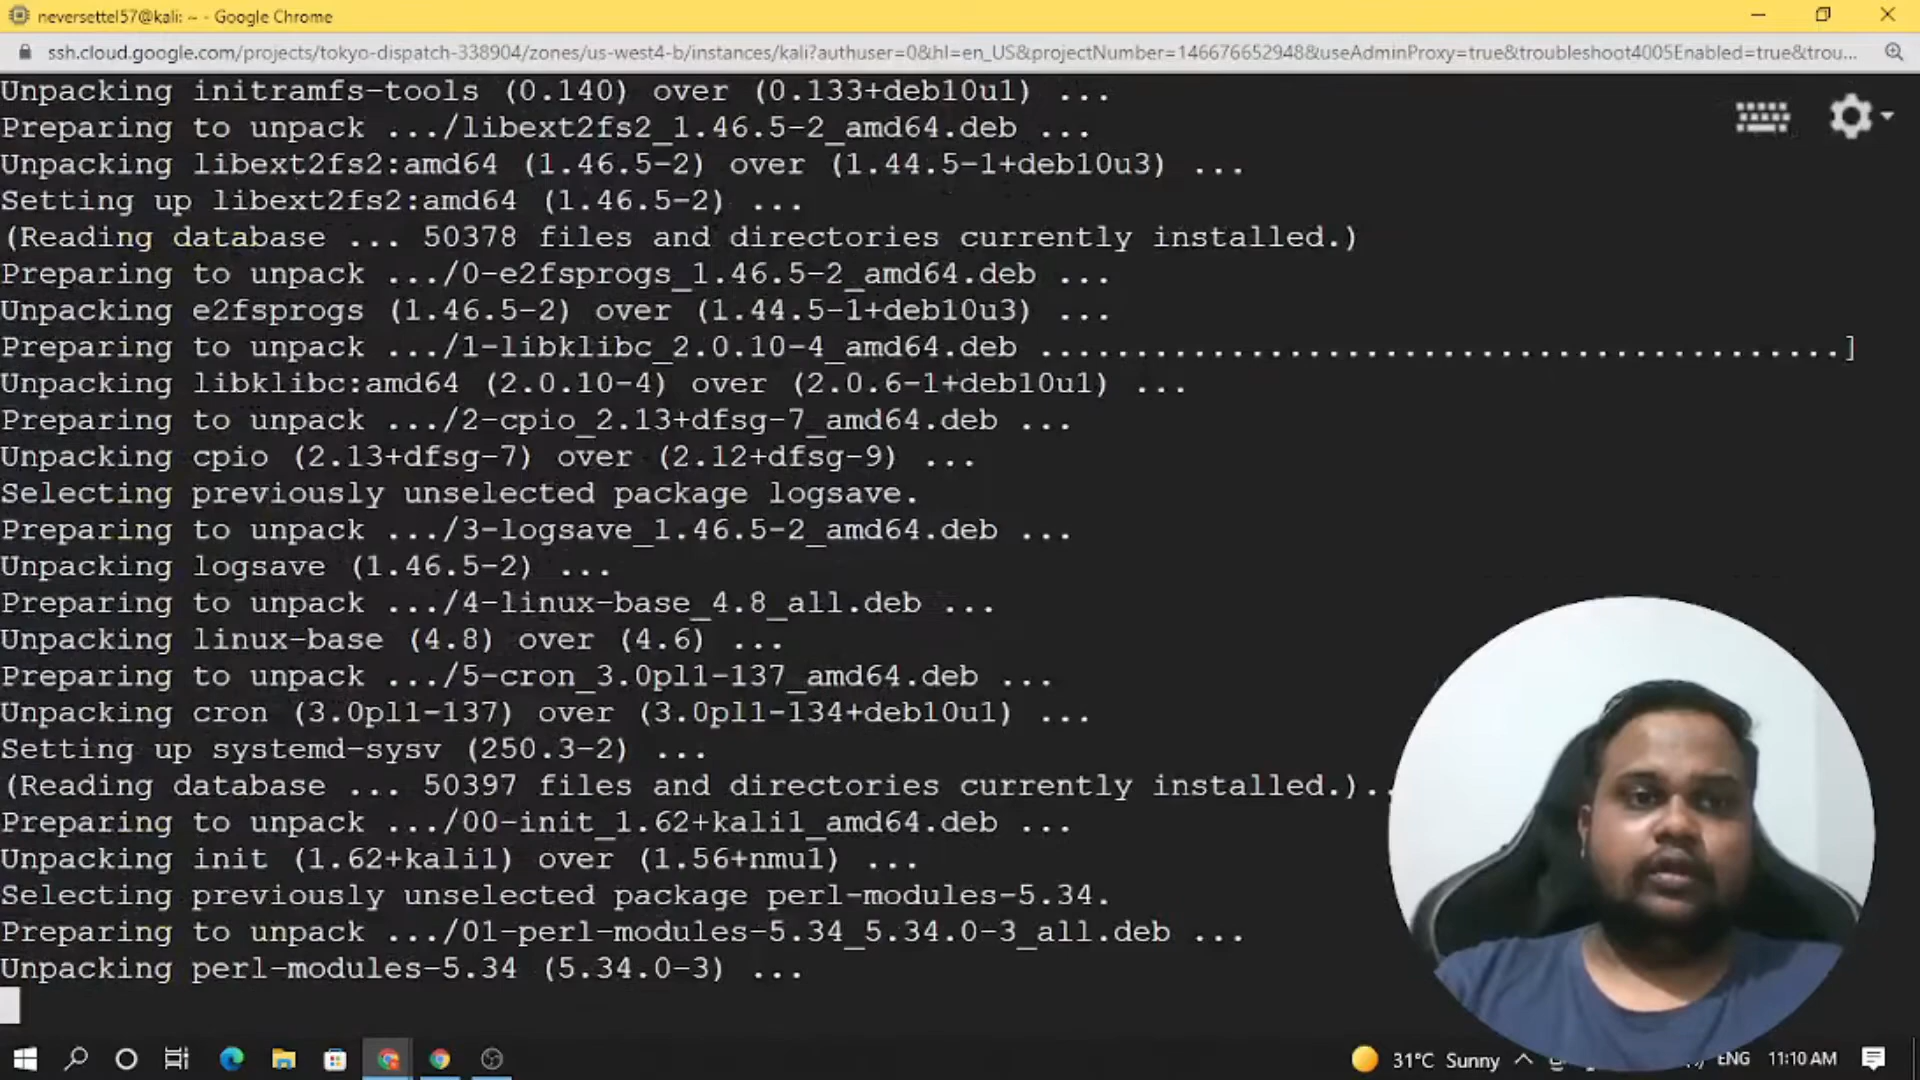 neversettel57@kali: ~ - Google Chrome
ssh.cloud.google.com/projects/tokyo-dispatch-338904/zones/us-west4-b/instances/kali?authuser=0&hl=en_US&projectNumber=146676652948&useAdminProxy=true&troubleshoot4005Enabled=true&trou...
Unpacking initramfs-tools (0.140) over (0.133+deb10u1) ...
Preparing to unpack .../libext2fs2_1.46.5-2_amd64.deb ...
Unpacking libext2fs2:amd64 (1.46.5-2) over (1.44.5-1+deb10u3) ...
Setting up libext2fs2:amd64 (1.46.5-2) ...
(Reading database ... 50378 files and directories currently installed.)
Preparing to unpack .../0-e2fsprogs_1.46.5-2_amd64.deb ...
Unpacking e2fsprogs (1.46.5-2) over (1.44.5-1+deb10u3) ...
Preparing to unpack .../1-libklibc_2.0.10-4_amd64.deb ..........................................]
Unpacking libklibc:amd64 (2.0.10-4) over (2.0.6-1+deb10u1) ...
Preparing to unpack .../2-cpio_2.13+dfsg-7_amd64.deb ...
Unpacking cpio (2.13+dfsg-7) over (2.12+dfsg-9) ...
Selecting previously unselected package logsave.
Preparing to unpack .../3-logsave_1.46.5-2_amd64.deb ...
Unpacking logsave (1.46.5-2) ...
Preparing to unpack .../4-linux-base_4.8_all.deb ...
Unpacking linux-base (4.8) over (4.6) ...
Preparing to unpack .../5-cron_3.0pl1-137_amd64.deb ...
Unpacking cron (3.0pl1-137) over (3.0pl1-134+deb10u1) ...
Setting up systemd-sysv (250.3-2) ...
(Reading database ... 50397 files and directories currently installed.)..
Preparing to unpack .../00-init_1.62+kali1_amd64.deb ...
Unpacking init (1.62+kali1) over (1.56+nmu1) ...
Selecting previously unselected package perl-modules-5.34.
Preparing to unpack .../01-perl-modules-5.34_5.34.0-3_all.deb ...
Unpacking perl-modules-5.34 (5.34.0-3) ...
31°C Sunny ENG 11:10 AM